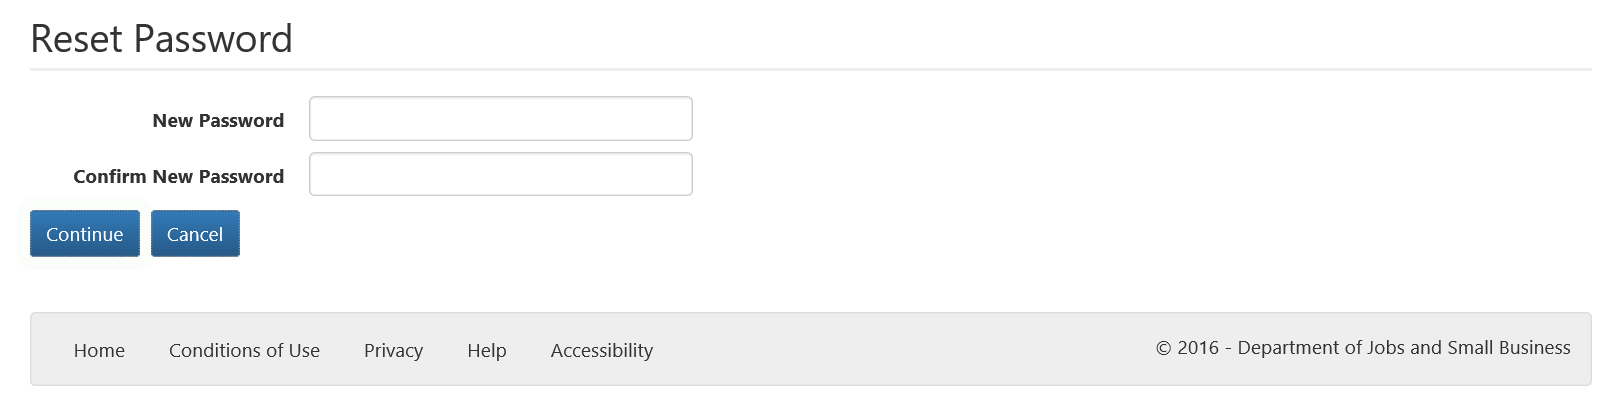 Reset Password
New Password
Confirm New Password
Continue Cancel
Home Conditions of Use Privacy Help Accessibility © 2016 - Department of Jobs and Small Business